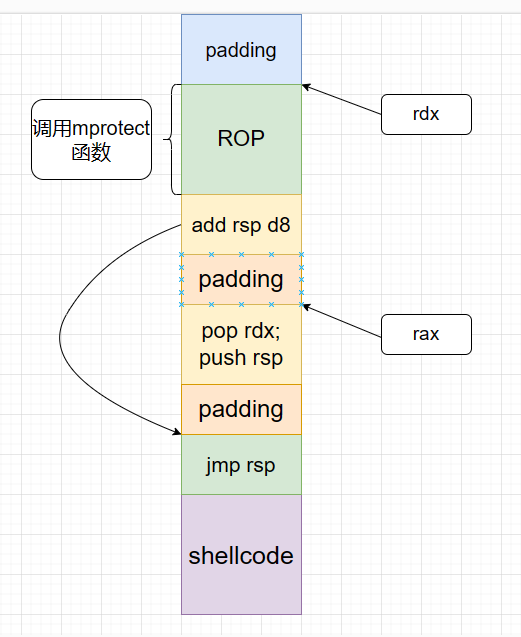 padding
rdx
调用mprotect
函数
ROP
add rsp d8
padding
pop rdx;
push rsp
rax
padding
jmp rsp
shellcode